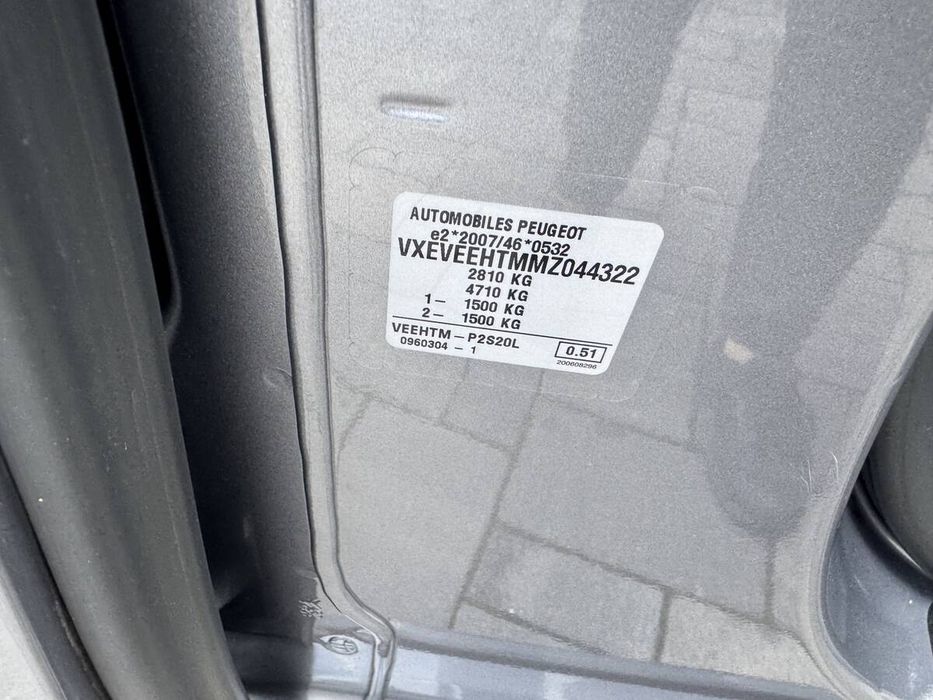 AUTOMOBILES PEUGEOT
e2*2007/46*0532
VXEVEEHTMMZ044322
2810 KG
4710 KG
1- 1500 KG
2- 1500 KG
VEEHTM-P2S20L
0960304 - 1
0.51
200608296